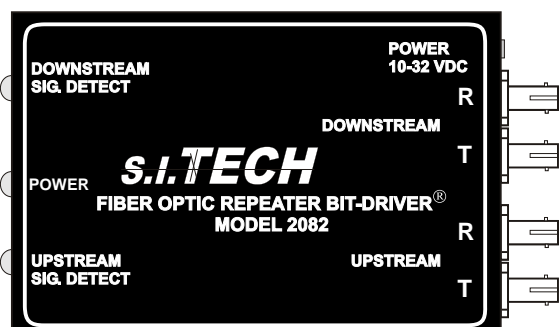 POWER
10-32 VDC
DOWNSTREAM
SIG. DETECT
R
DOWNSTREAM
T
S.I.TECH
POWER
FIBER OPTIC REPEATER BIT-DRIVER®
MODEL 2082
R
UPSTREAM
SIG. DETECT
UPSTREAM
T